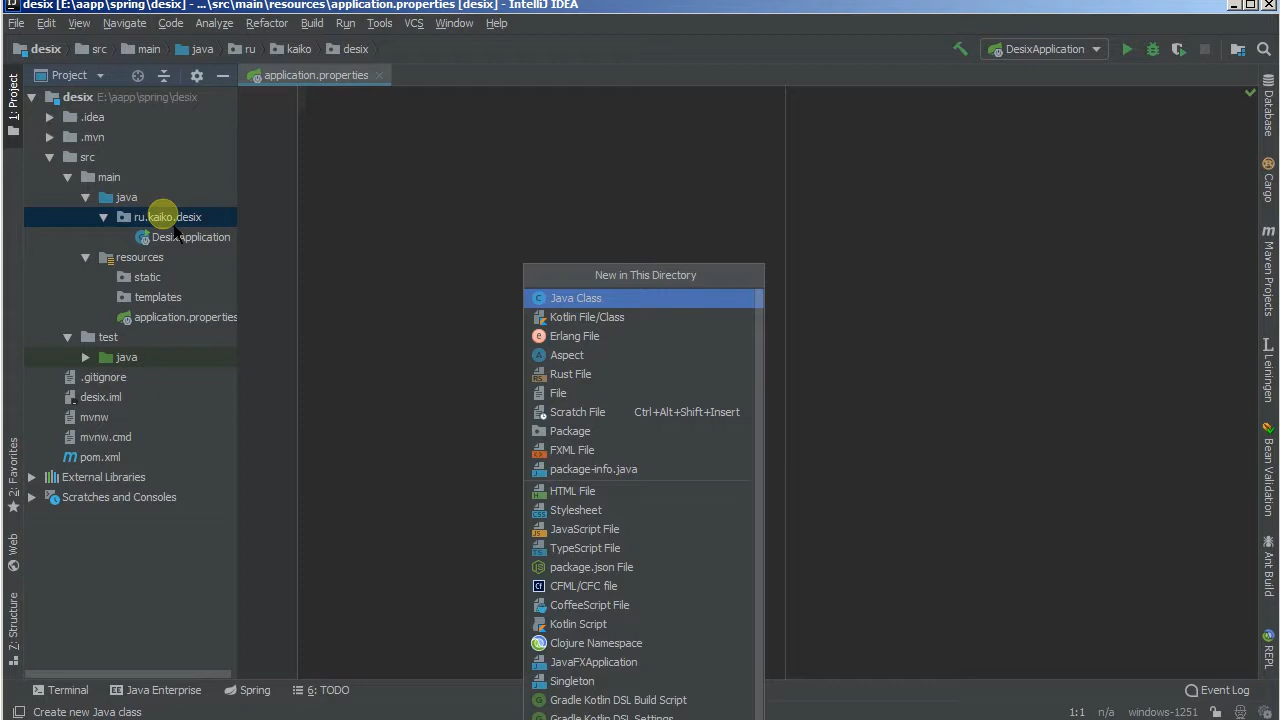 desix [E:\aapp\spring\desix] - ...\src\main\resources\application.properties [desix] - IntelliJ IDEA
File Edit View Navigate Code Analyze Refactor Build Run Tools VCS Window Help
desix src main java ru kaiko desix DesixApplication
Project
application.properties
1: Project
desix E:\aapp\spring\desix
.idea
.mvn
src
main
java
ru.kaiko.desix
DesixApplication
resources
static
templates
application.properties
test
java
.gitignore
desix.iml
mvnw
mvnw.cmd
pom.xml
External Libraries
Scratches and Consoles
2: Favorites
Web
7: Structure
New in This Directory
Java Class
Kotlin File/Class
Erlang File
Aspect
Rust File
File
Scratch File Ctrl+Alt+Shift+Insert
Package
FXML File
package-info.java
HTML File
Stylesheet
JavaScript File
TypeScript File
package.json File
CFML/CFC file
CoffeeScript File
Kotlin Script
Clojure Namespace
JavaFXApplication
Singleton
Gradle Kotlin DSL Build Script
Gradle Kotlin DSL Settings
Database
Cargo
Maven Projects
Leiningen
Bean Validation
Ant Build
REPL
Terminal Java Enterprise Spring 6: TODO Event Log
Create new Java class 1:1 n/a windows-1251